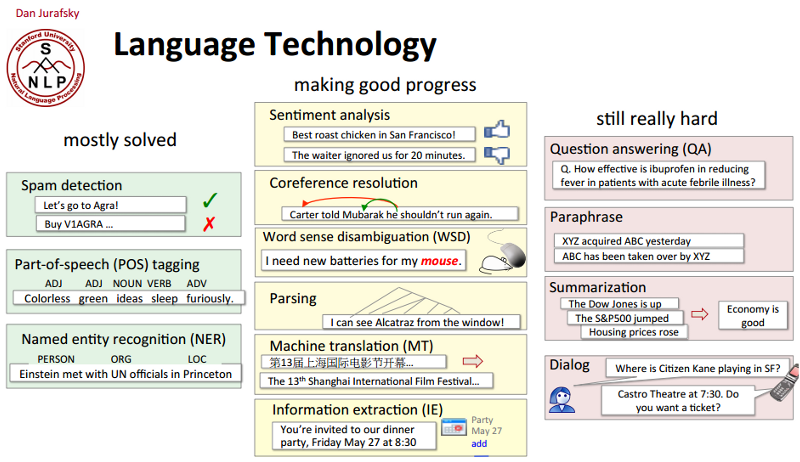 Dan Jurafsky
Stanford University
S
NLP
Natural Language Processing
Language Technology
mostly solved
Spam detection
Let's go to Agra!
✓
Buy V1AGRA …
✗
Part-of-speech (POS) tagging
ADJ ADJ NOUN VERB ADV
Colorless green ideas sleep furiously.
Named entity recognition (NER)
PERSON ORG LOC
Einstein met with UN officials in Princeton
making good progress
Sentiment analysis
Best roast chicken in San Francisco!
The waiter ignored us for 20 minutes.
Coreference resolution
Carter told Mubarak he shouldn't run again.
Word sense disambiguation (WSD)
I need new batteries for my mouse.
Parsing
I can see Alcatraz from the window!
Machine translation (MT)
第13届上海国际电影节开幕…
The 13th Shanghai International Film Festival…
Information extraction (IE)
You're invited to our dinner
party, Friday May 27 at 8:30
Party
May 27
add
still really hard
Question answering (QA)
Q. How effective is ibuprofen in reducing
fever in patients with acute febrile illness?
Paraphrase
XYZ acquired ABC yesterday
ABC has been taken over by XYZ
Summarization
The Dow Jones is up
The S&P500 jumped
Housing prices rose
Economy is
good
Dialog
Where is Citizen Kane playing in SF?
Castro Theatre at 7:30. Do
you want a ticket?